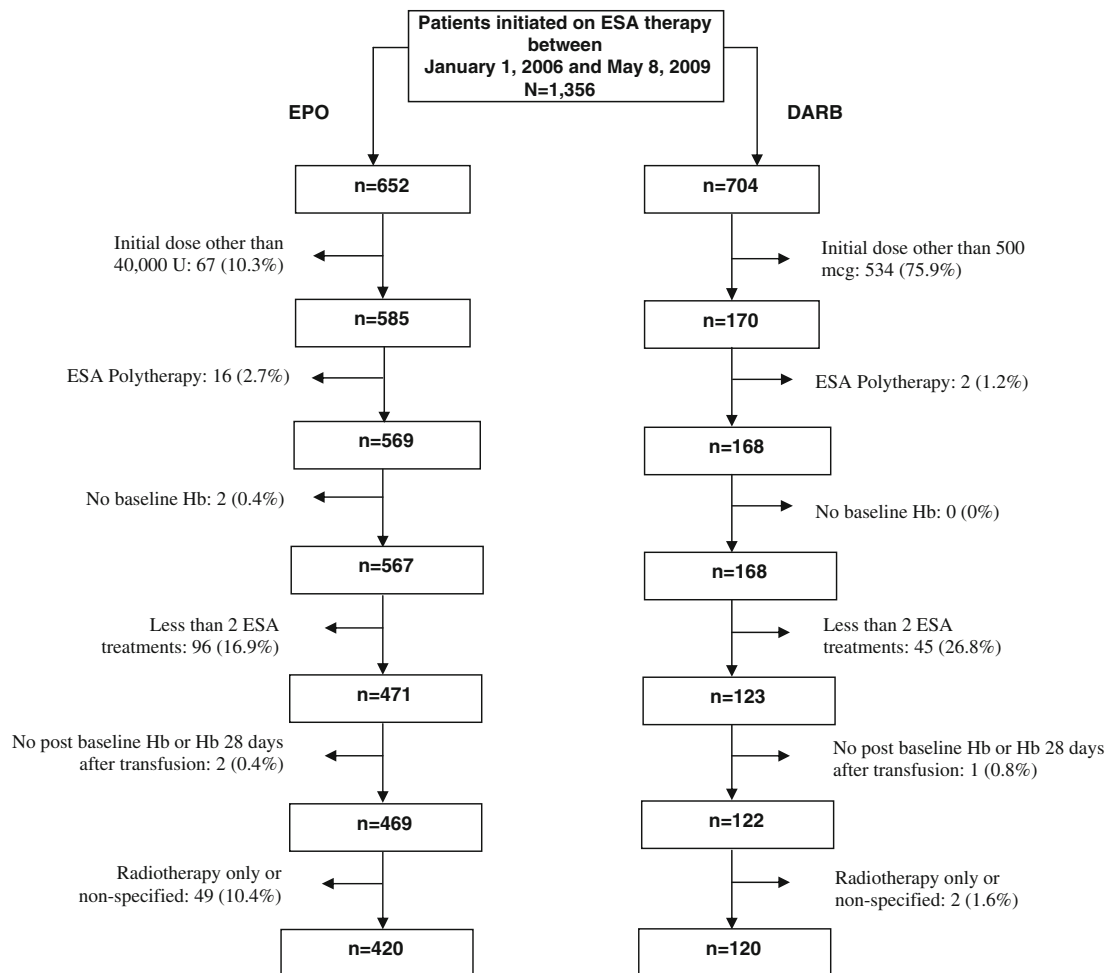 Patients initiated on ESA therapy
between
January 1, 2006 and May 8, 2009
N=1,356
EPO
DARB
n=652
n=704
Initial dose other than
40,000 U: 67 (10.3%)
Initial dose other than 500
mcg: 534 (75.9%)
n=585
n=170
ESA Polytherapy: 16 (2.7%)
ESA Polytherapy: 2 (1.2%)
n=569
n=168
No baseline Hb: 2 (0.4%)
No baseline Hb: 0 (0%)
n=567
n=168
Less than 2 ESA
treatments: 96 (16.9%)
Less than 2 ESA
treatments: 45 (26.8%)
n=471
n=123
No post baseline Hb or Hb 28 days
after transfusion: 2 (0.4%)
No post baseline Hb or Hb 28 days
after transfusion: 1 (0.8%)
n=469
n=122
Radiotherapy only or
non-specified: 49 (10.4%)
Radiotherapy only or
non-specified: 2 (1.6%)
n=420
n=120